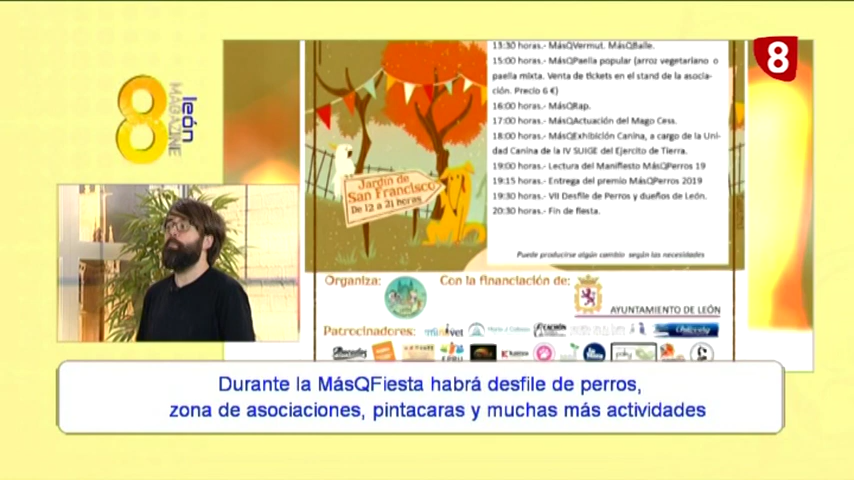 8
león
MAGAZINE
8
13:30 horas.- MásQVermut. MásQBaile.
15:00 horas.- MásQPaella popular (arroz vegetariano o
paella mixta. Venta de tickets en el stand de la asocia-
ción. Precio 6 €)
16:00 horas.- MásQRap.
17:00 horas.- MásQActuación del Mago Cess.
18:00 horas.- MásQExhibición Canina, a cargo de la Uni-
dad Canina de la IV SUIGE del Ejercito de Tierra.
19:00 horas.- Lectura del Manifiesto MásQPerros 19
19:15 horas.- Entrega del premio MásQPerros 2019
19:30 horas.- VII Desfile de Perros y dueños de León.
20:30 horas.- Fin de fiesta.
Puede producirse algún cambio según las necesidades
Jardín de
San Francisco
De 12 a 21 horas
Organiza:
Con la financiación de:
AYUNTAMIENTO DE LEÓN
Patrocinadores:
Durante la MásQFiesta habrá desfile de perros,
zona de asociaciones, pintacaras y muchas más actividades